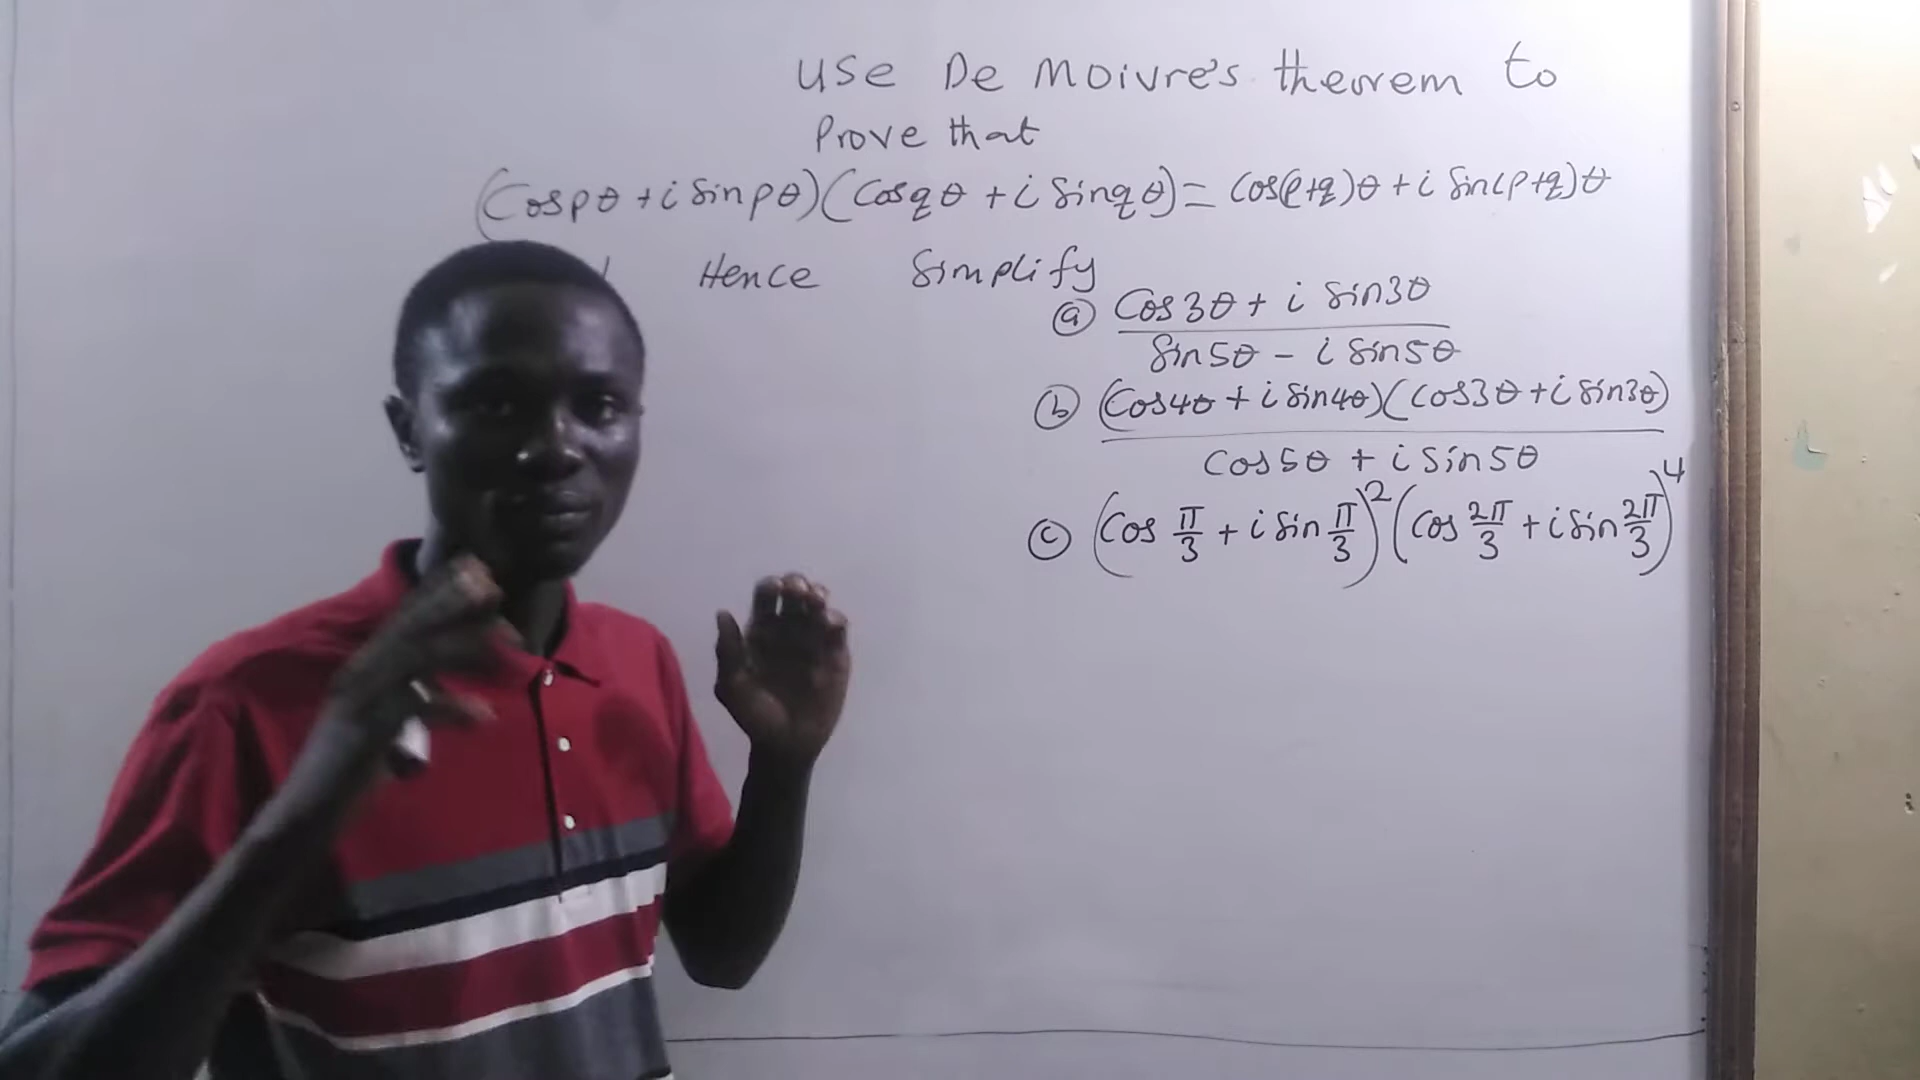 Use De Moivre's theorem to
Prove that
(Cospθ + i Sinpθ)(Cosqθ + i Sinqθ) = Cos(p+q)θ + i Sin(p+q)θ
Hence Simplify
(a) Cos3θ + i Sin3θ
Sin5θ - i Sin5θ
(b) (Cos4θ + i Sin4θ)(Cos3θ + i Sin3θ)
Cos5θ + i Sin5θ
(c) (Cos π/3 + i Sin π/3)² (Cos 2π/3 + i Sin 2π/3)⁴